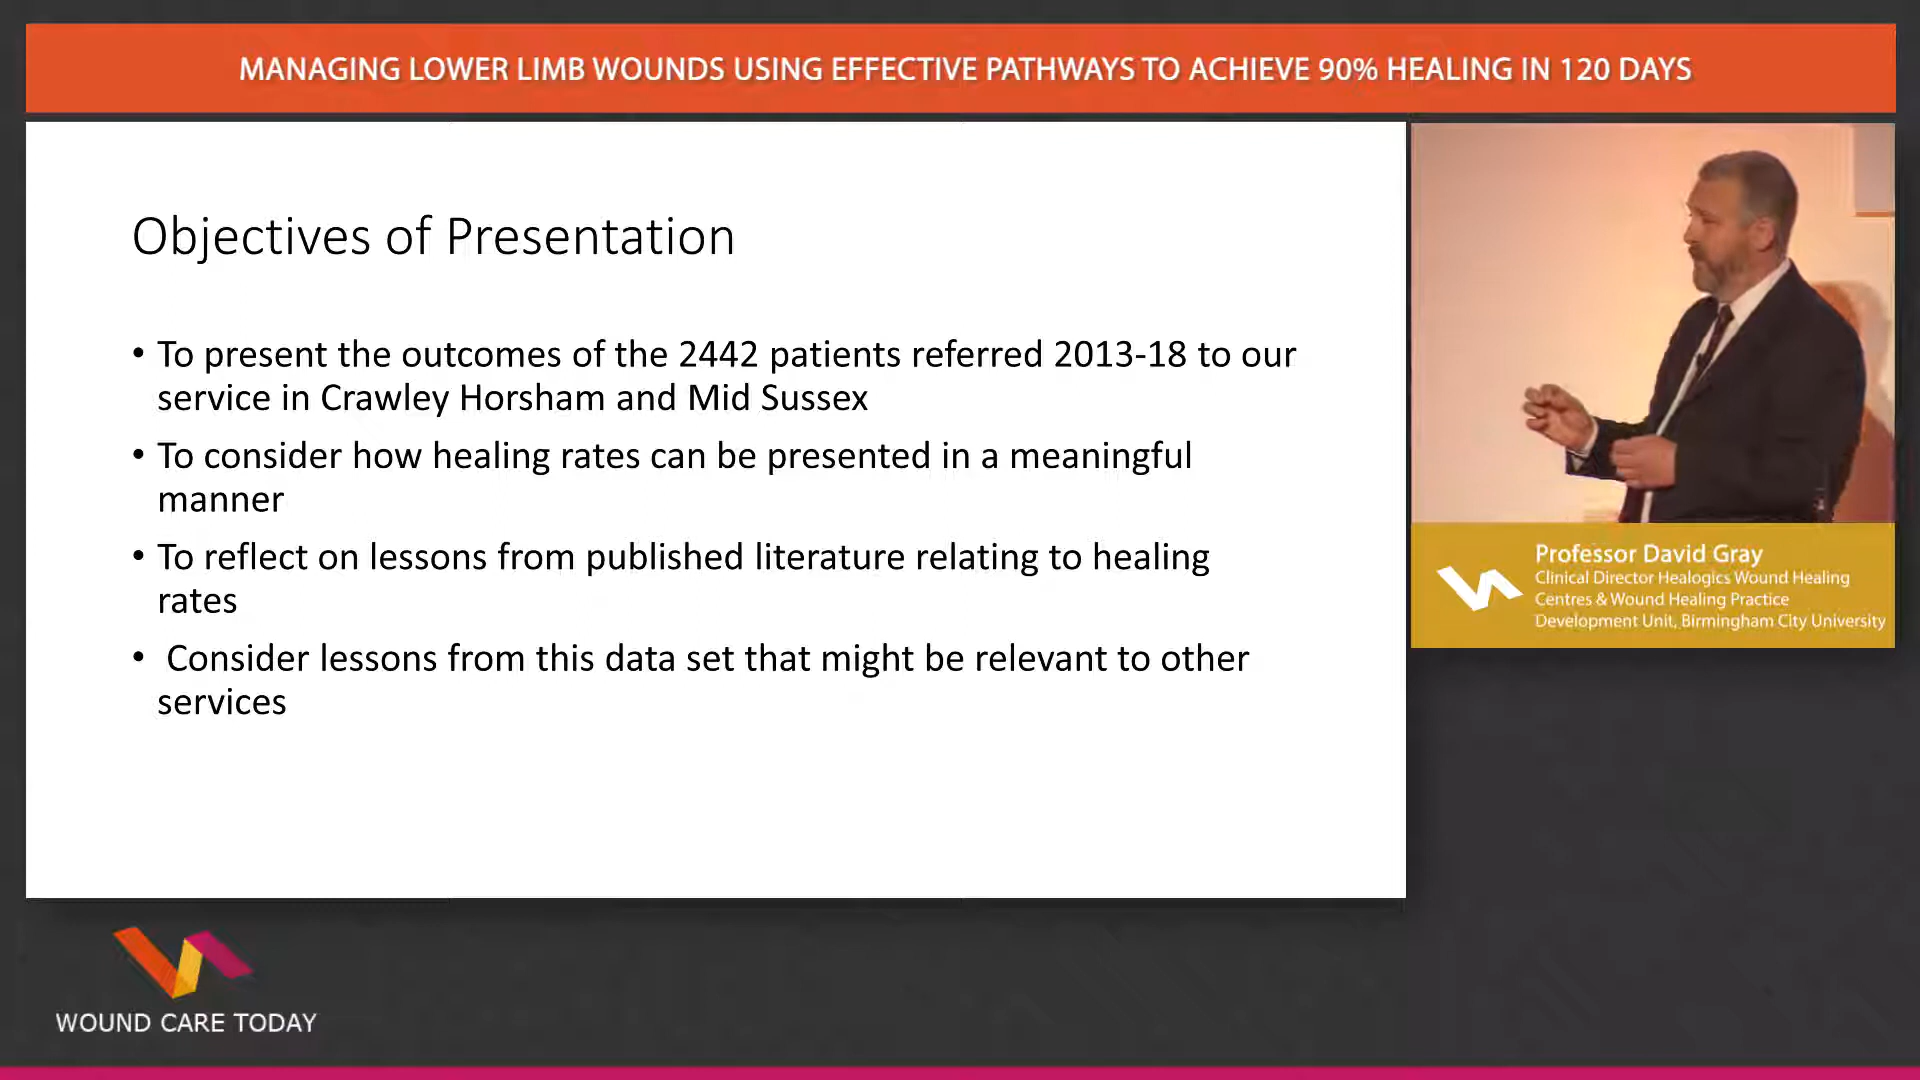 MANAGING LOWER LIMB WOUNDS USING EFFECTIVE PATHWAYS TO ACHIEVE 90% HEALING IN 120 DAYS
Objectives of Presentation
• To present the outcomes of the 2442 patients referred 2013-18 to our
service in Crawley Horsham and Mid Sussex
• To consider how healing rates can be presented in a meaningful
manner
• To reflect on lessons from published literature relating to healing
rates
• Consider lessons from this data set that might be relevant to other
services
Professor David Gray
Clinical Director Healogics Wound Healing
Centres & Wound Healing Practice
Development Unit, Birmingham City University
WOUND CARE TODAY